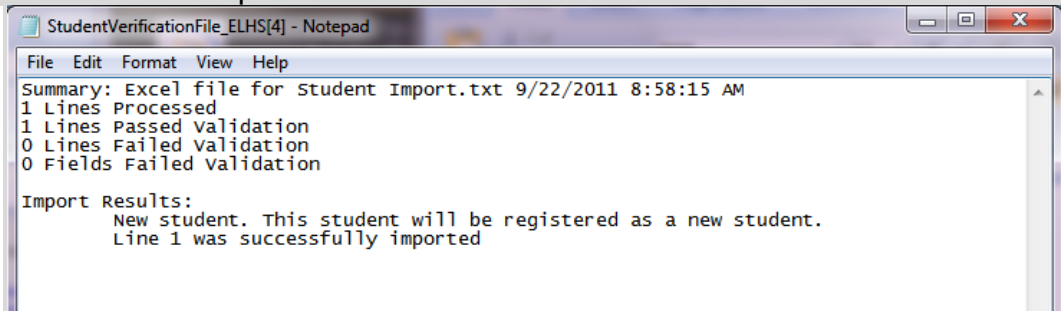 StudentVerificationFile_ELHS[4] - Notepad
File Edit Format View Help
Summary: Excel file for Student Import.txt 9/22/2011 8:58:15 AM
1 Lines Processed
1 Lines Passed Validation
0 Lines Failed Validation
0 Fields Failed Validation
Import Results:
New student. This student will be registered as a new student.
Line 1 was successfully imported